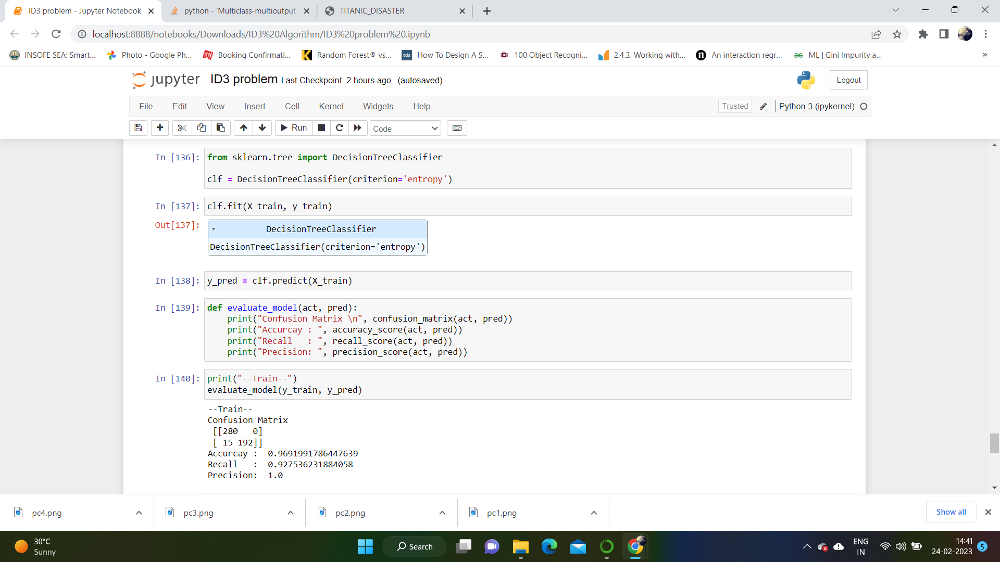 ID3 problem - Jupyter Notebook
python - 'Multiclass-multioutput
TITANIC_DISASTER
localhost:8888/notebooks/Downloads/ID3%20Algorithm/ID3%20problem%20.ipynb
INSOFE SEA: Smart...
Photo - Google Ph...
my
Booking Confirmati...
Random Forest® vs...
tds
How To Design A S...
100 Object Recogni...
2.4.3. Working with...
n
An interaction regr...
ML | Gini Impurity a...
»
jupyter
ID3 problem Last Checkpoint: 2 hours ago (autosaved)
Logout
File Edit View Insert Cell Kernel Widgets Help
Trusted
Python 3 (ipykernel)
Run
Code
In [136]: from sklearn.tree import DecisionTreeClassifier
clf = DecisionTreeClassifier(criterion='entropy')
In [137]: clf.fit(X_train, y_train)
Out[137]: DecisionTreeClassifier
DecisionTreeClassifier(criterion='entropy')
In [138]: y_pred = clf.predict(X_train)
In [139]: def evaluate_model(act, pred):
print("Confusion Matrix \n", confusion_matrix(act, pred))
print("Accurcay : ", accuracy_score(act, pred))
print("Recall   : ", recall_score(act, pred))
print("Precision: ", precision_score(act, pred))
In [140]: print("--Train--")
evaluate_model(y_train, y_pred)
--Train--
Confusion Matrix
[[280   0]
[ 15 192]]
Accurcay :  0.9691991786447639
Recall   :  0.927536231884058
Precision:  1.0
pc4.png
pc3.png
pc2.png
pc1.png
Show all
30°C
Sunny
Search
ENG
IN
14:41
24-02-2023
5